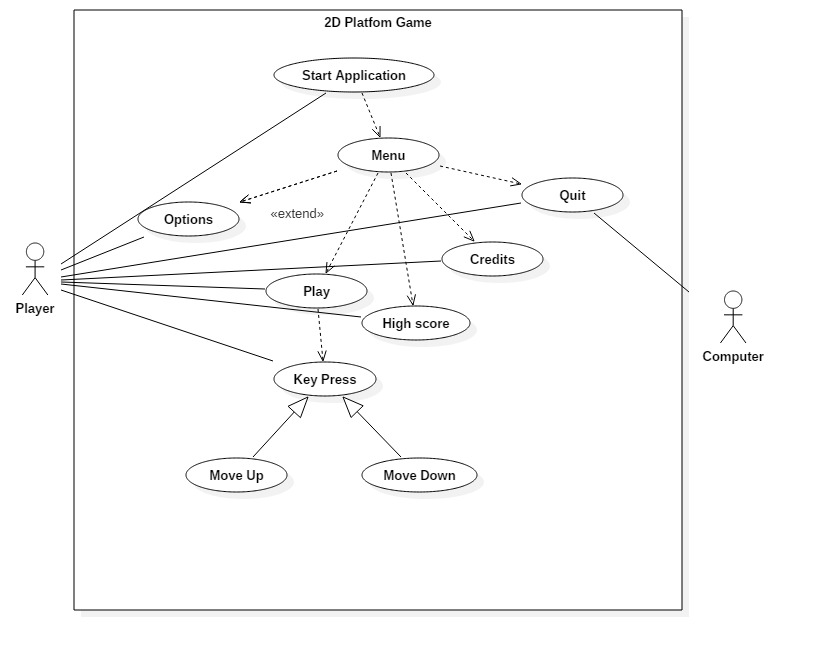 2D Platfom Game
Start Application
Menu
Quit
Options
«extend»
Credits
Play
Player
High score
Computer
Key Press
Move Up
Move Down